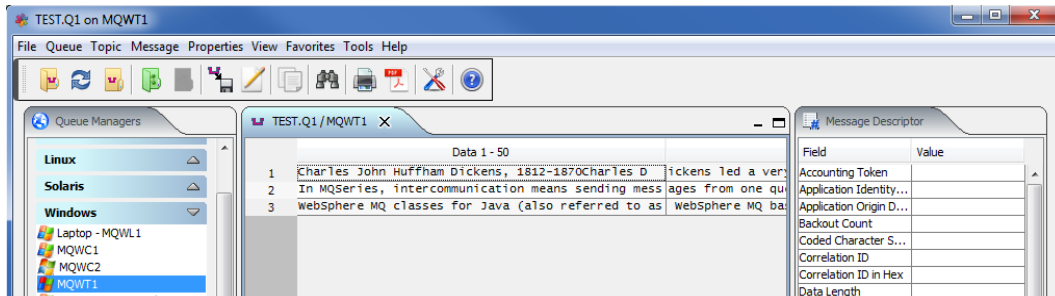 TEST.Q1 on MQWT1
File Queue Topic Message Properties View Favorites Tools Help
PDF
Queue Managers
Linux
Solaris
Windows
Laptop - MQWL1
MQWC1
MQWC2
MQWT1
TEST.Q1 / MQWT1 X
Data 1 - 50
1 Charles John Huffham Dickens, 1812-1870Charles D ickens led a very
2 In MQSeries, intercommunication means sending mess ages from one que
3 WebSphere MQ classes for Java (also referred to as WebSphere MQ bas
Message Descriptor
Field Value
Accounting Token
Application Identity...
Application Origin D...
Backout Count
Coded Character S...
Correlation ID
Correlation ID in Hex
Data Length